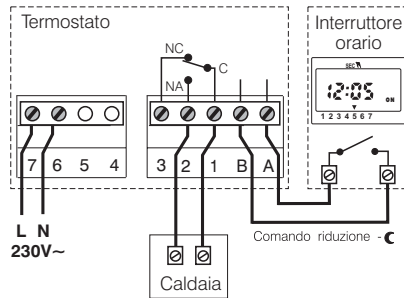 Termostato
Interruttore
orario
NC
C
NA
SEC
12:05
ON
1 2 3 4 5 6 7
7 6 5 4
3 2 1 B A
L N
230V~
Comando riduzione -
Caldaia